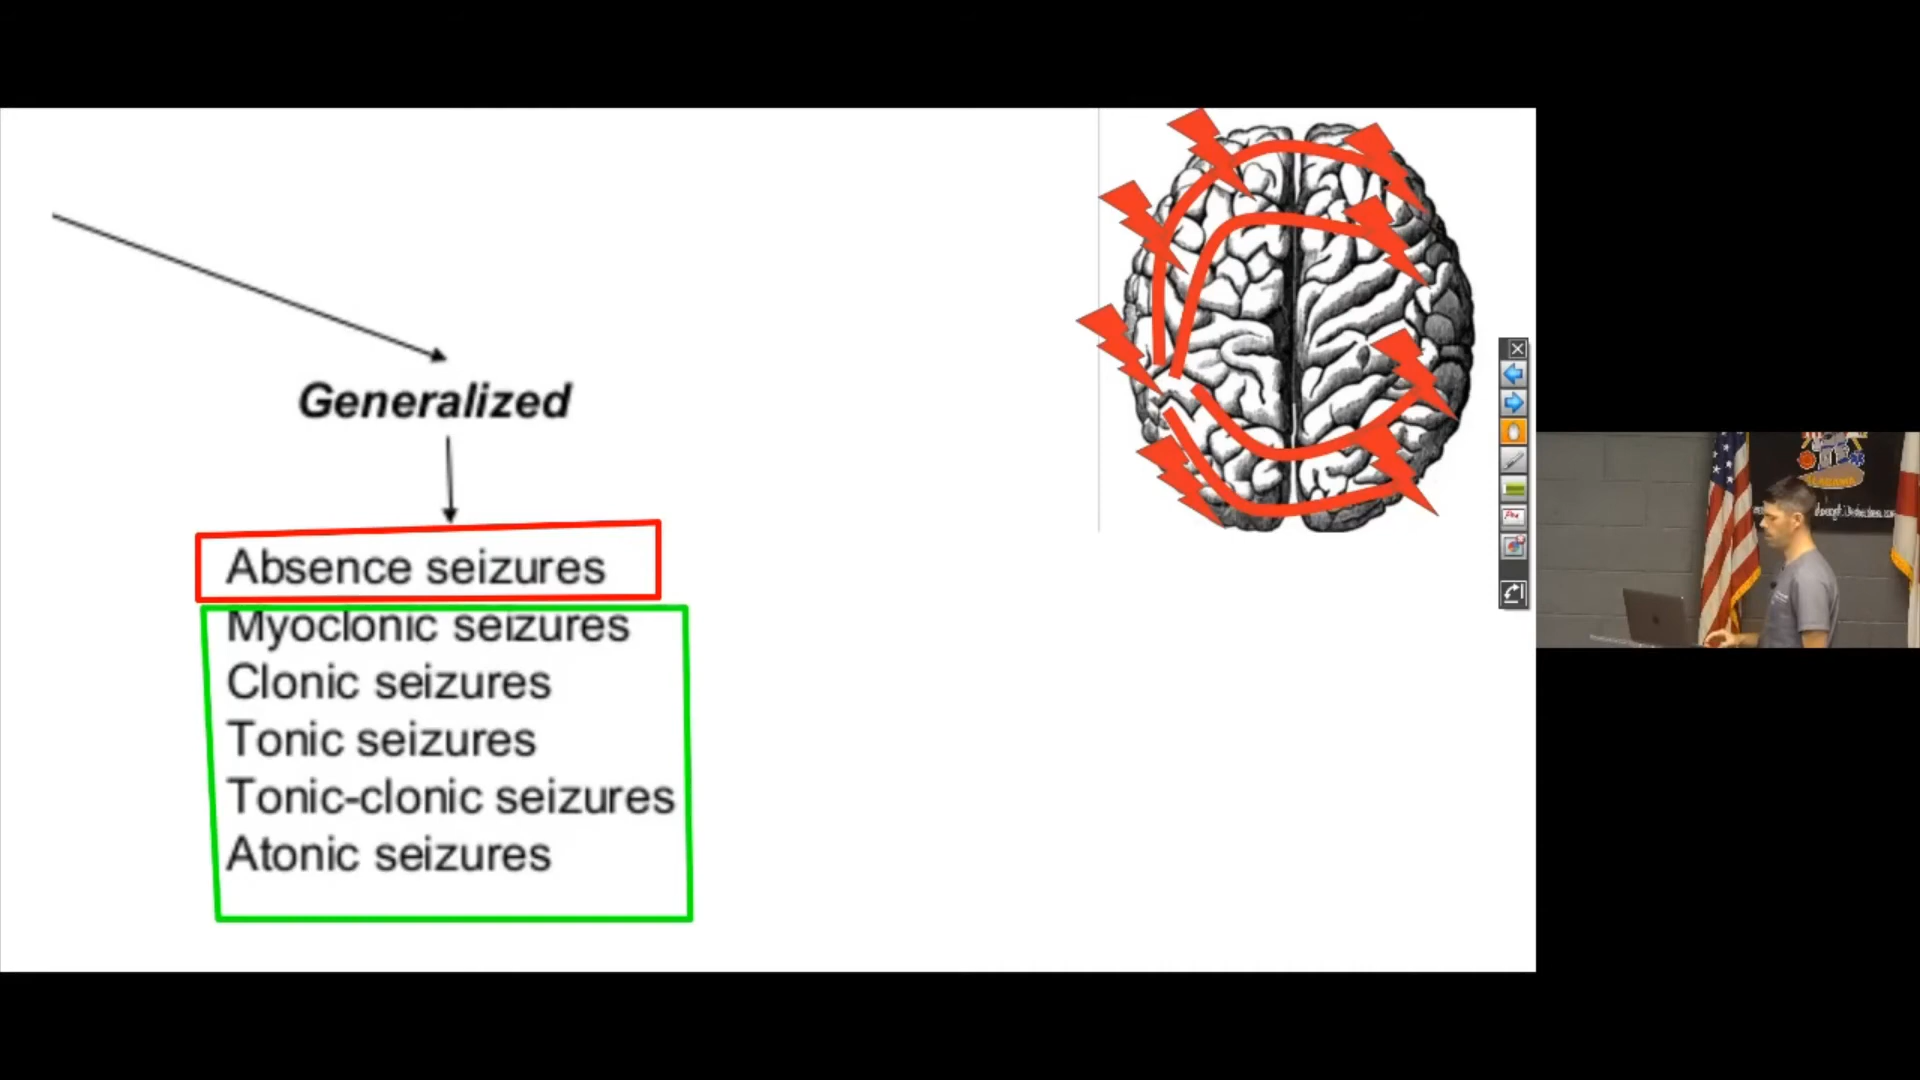 Generalized
Absence seizures
Myoclonic seizures
Clonic seizures
Tonic seizures
Tonic-clonic seizures
Atonic seizures